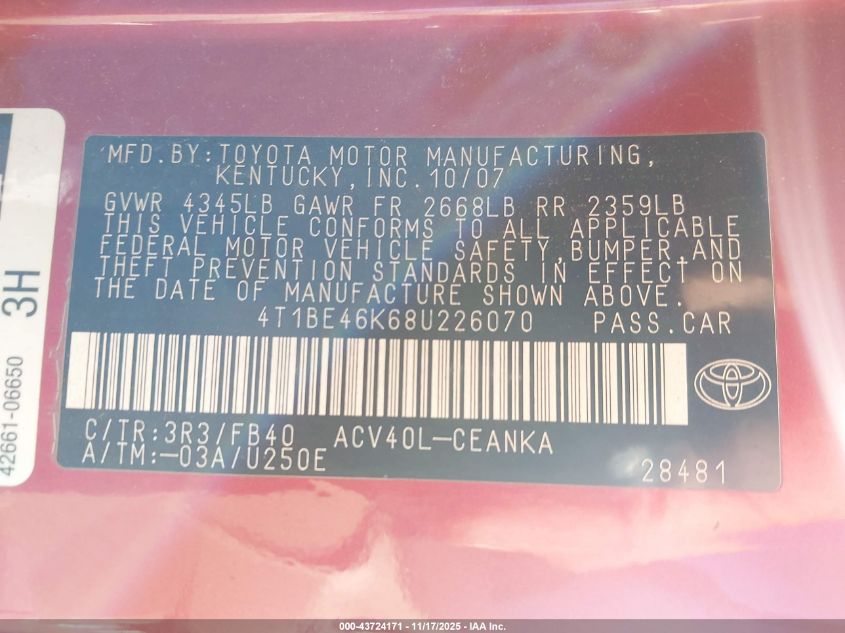 MFD.BY:TOYOTA MOTOR MANUFACTURING,
KENTUCKY,INC.10/07
GVWR 4345LB GAWR FR 2668LB RR 2359LB
THIS VEHICLE CONFORMS TO ALL APPLICABLE
FEDERAL MOTOR VEHICLE SAFETY,BUMPER,AND
THEFT PREVENTION STANDARDS IN EFFECT ON
THE DATE OF MANUFACTURE SHOWN ABOVE.
4T1BE46K68U226070 PASS.CAR
C/TR:3R3/FB40 ACV40L-CEANKA
A/TM:-03A/U250E
28481
3H
42661-06650
000-43724171 - 11/17/2025 - IAA Inc.